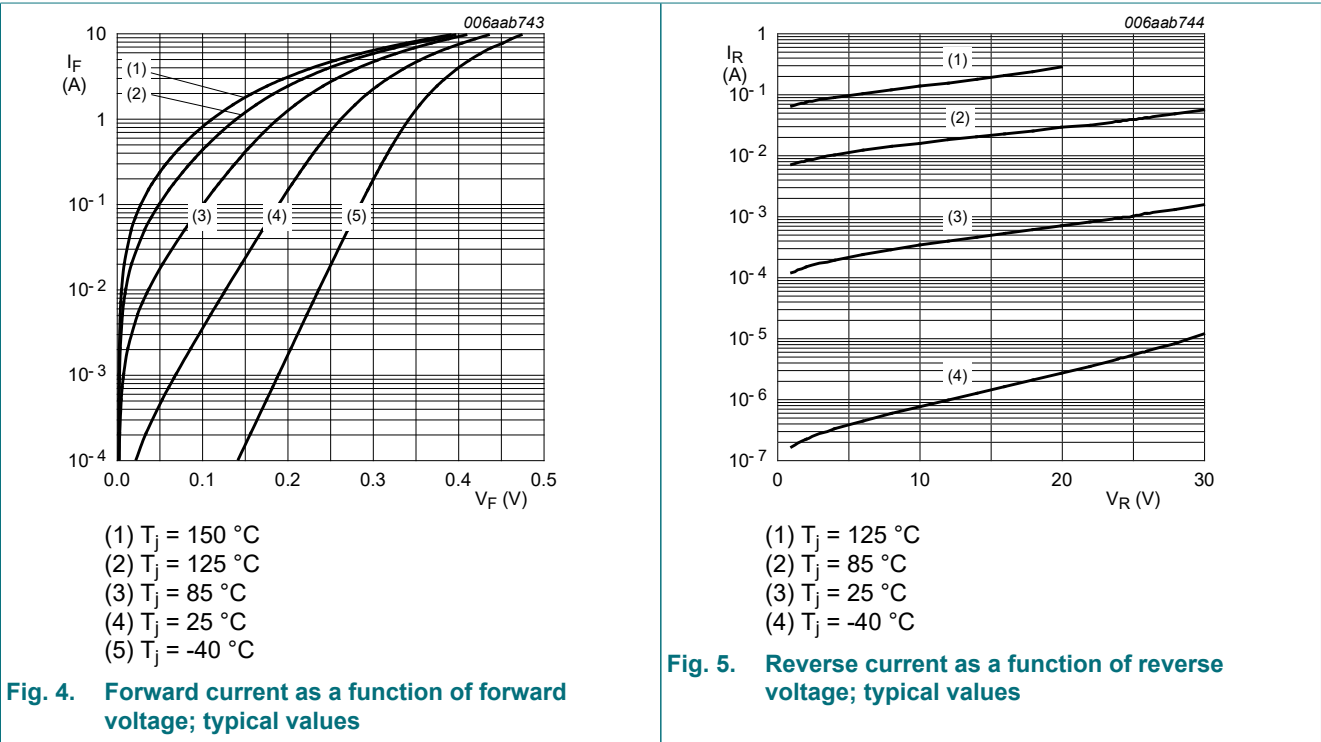 006aab743
10
I_F
(A)
(1)
(2)
1
10-1
(3)
(4)
(5)
10-2
10-3
10-4
0.0 0.1 0.2 0.3 0.4 0.5
V_F (V)
(1) T_j = 150 °C
(2) T_j = 125 °C
(3) T_j = 85 °C
(4) T_j = 25 °C
(5) T_j = -40 °C
Fig. 4. Forward current as a function of forward
voltage; typical values
006aab744
1
I_R
(A)
(1)
10-1
(2)
10-2
10-3
(3)
10-4
10-5
(4)
10-6
10-7
0 10 20 30
V_R (V)
(1) T_j = 125 °C
(2) T_j = 85 °C
(3) T_j = 25 °C
(4) T_j = -40 °C
Fig. 5. Reverse current as a function of reverse
voltage; typical values